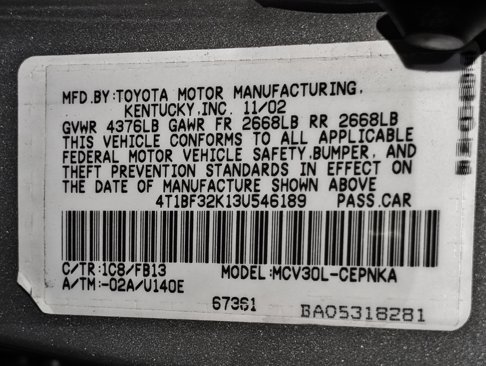 MFD.BY:TOYOTA MOTOR MANUFACTURING,
KENTUCKY,INC. 11/02
GVWR 4376LB GAWR FR 2668LB RR 2668LB
THIS VEHICLE CONFORMS TO ALL APPLICABLE
FEDERAL MOTOR VEHICLE SAFETY,BUMPER, AND
THEFT PREVENTION STANDARDS IN EFFECT ON
THE DATE OF MANUFACTURE SHOWN ABOVE
4T1BF32K13U546189 PASS.CAR
C/TR:1C8/FB13 MODEL:MCV30L-CEPNKA
A/TM:-02A/U140E
67361 BA05318281